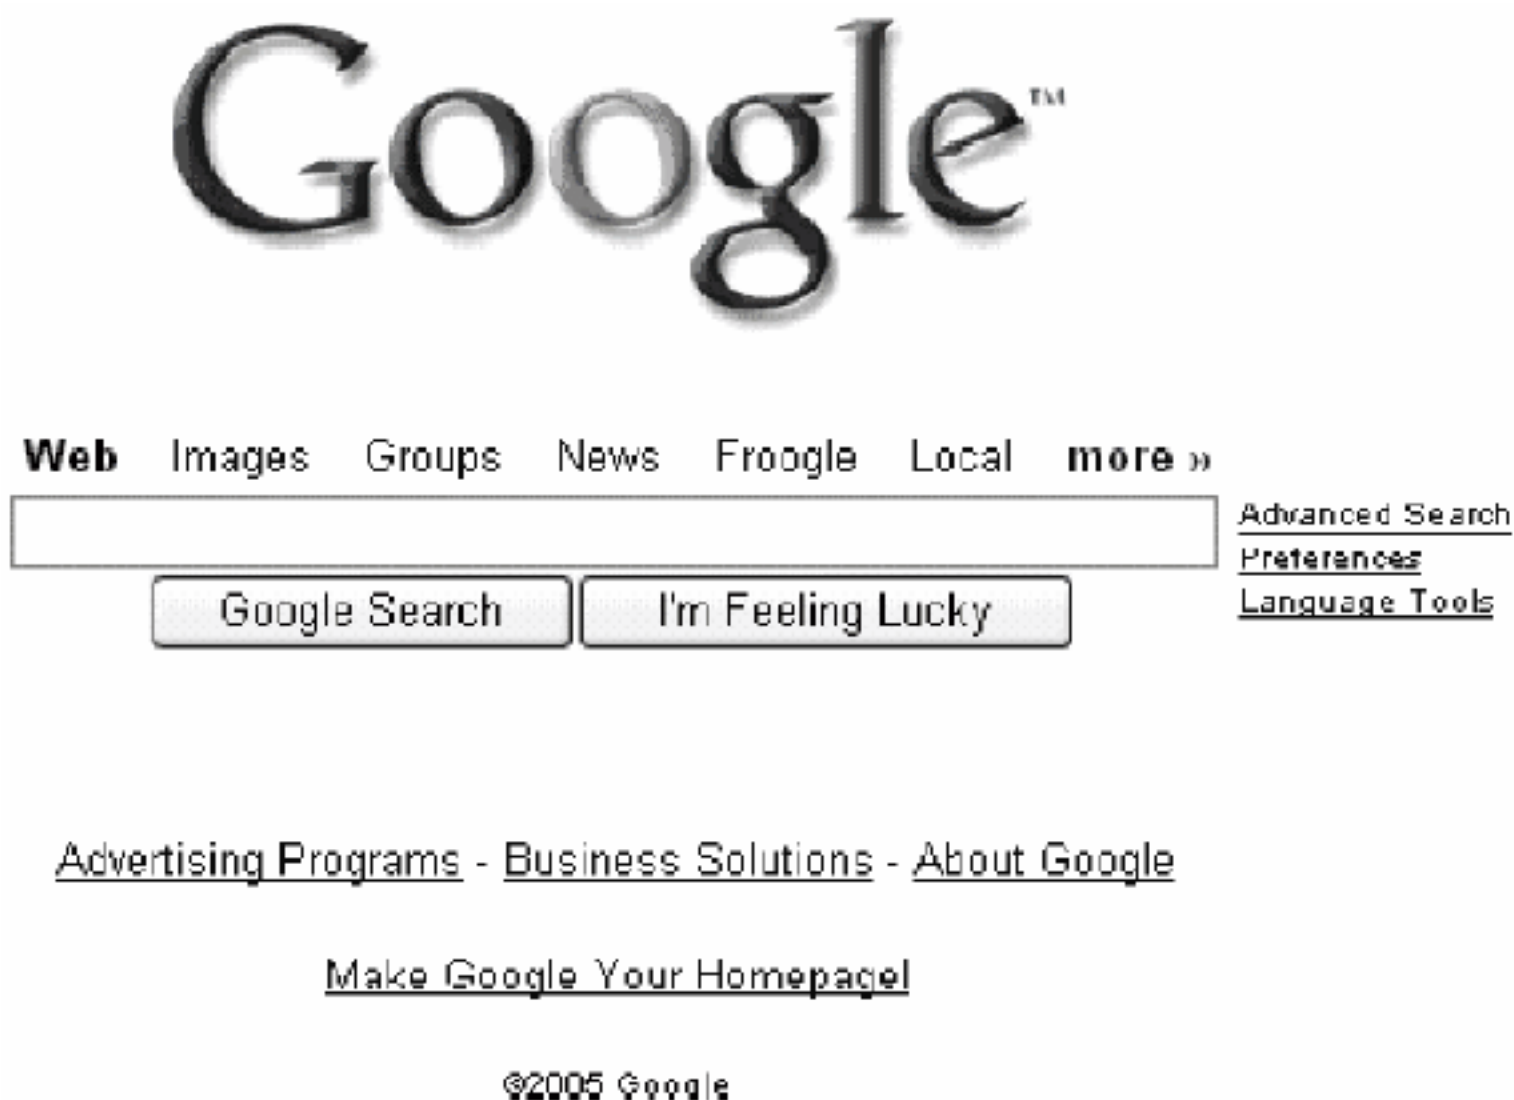 Google™
Web Images Groups News Froogle Local more »
Advanced Search
Preferences
Language Tools
Google Search I'm Feeling Lucky
Advertising Programs - Business Solutions - About Google
Make Google Your Homepage!
©2005 Google